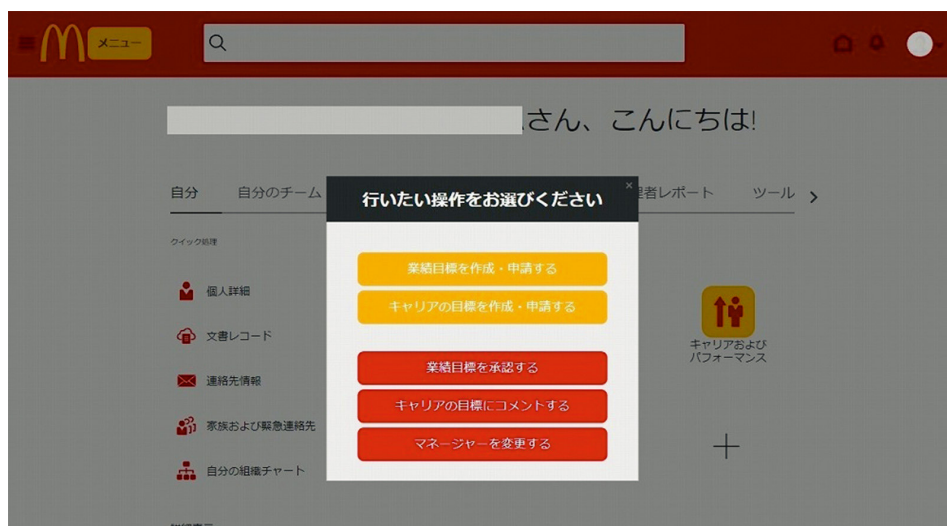 メニュー
さん、こんにちは!
自分
自分のチーム
者レポート
ツール
行いたい操作をお選びください
×
クイック処理
業績目標を作成・申請する
個人詳細
キャリアの目標を作成・申請する
文書レコード
キャリアおよび
パフォーマンス
業績目標を承認する
連絡先情報
キャリアの目標にコメントする
家族および緊急連絡先
マネージャーを変更する
自分の組織チャート